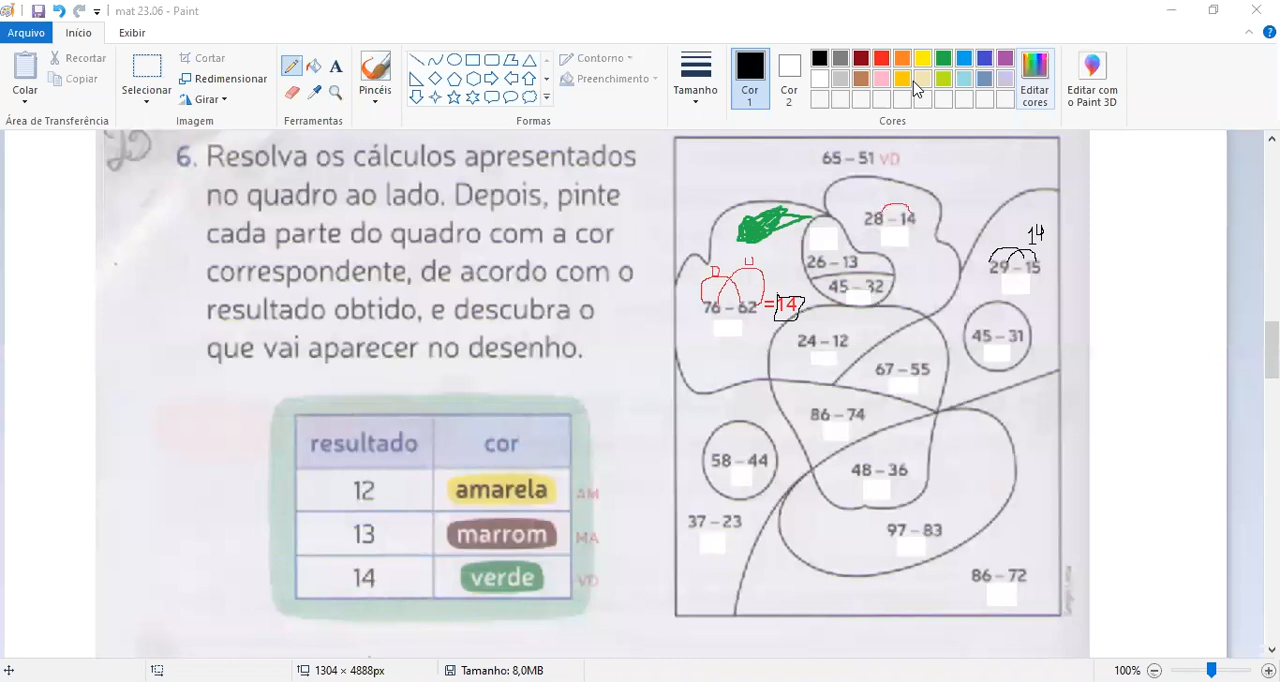 mat 23.06 - Paint
Arquivo Início Exibir
Colar
Recortar
Copiar
Área de Transferência
Selecionar
Cortar
Redimensionar
Girar
Imagem
A
Ferramentas
Pincéis
Contorno
Preenchimento
Formas
Tamanho
Cor 1
Cor 2
Cores
Editar cores
Editar com o Paint 3D
6. Resolva os cálculos apresentados
no quadro ao lado. Depois, pinte
cada parte do quadro com a cor
correspondente, de acordo com o
resultado obtido, e descubra o
que vai aparecer no desenho.
resultado cor
12 amarela AM
13 marrom MA
14 verde VD
65 – 51 VD
28 – 14
14
26 – 13
29 – 15
45 – 32
D U
76 – 62 =14
45 – 31
24 – 12
67 – 55
86 – 74
58 – 44
48 – 36
37 – 23
97 – 83
86 – 72
1304 × 4888px
Tamanho: 8,0MB
100%